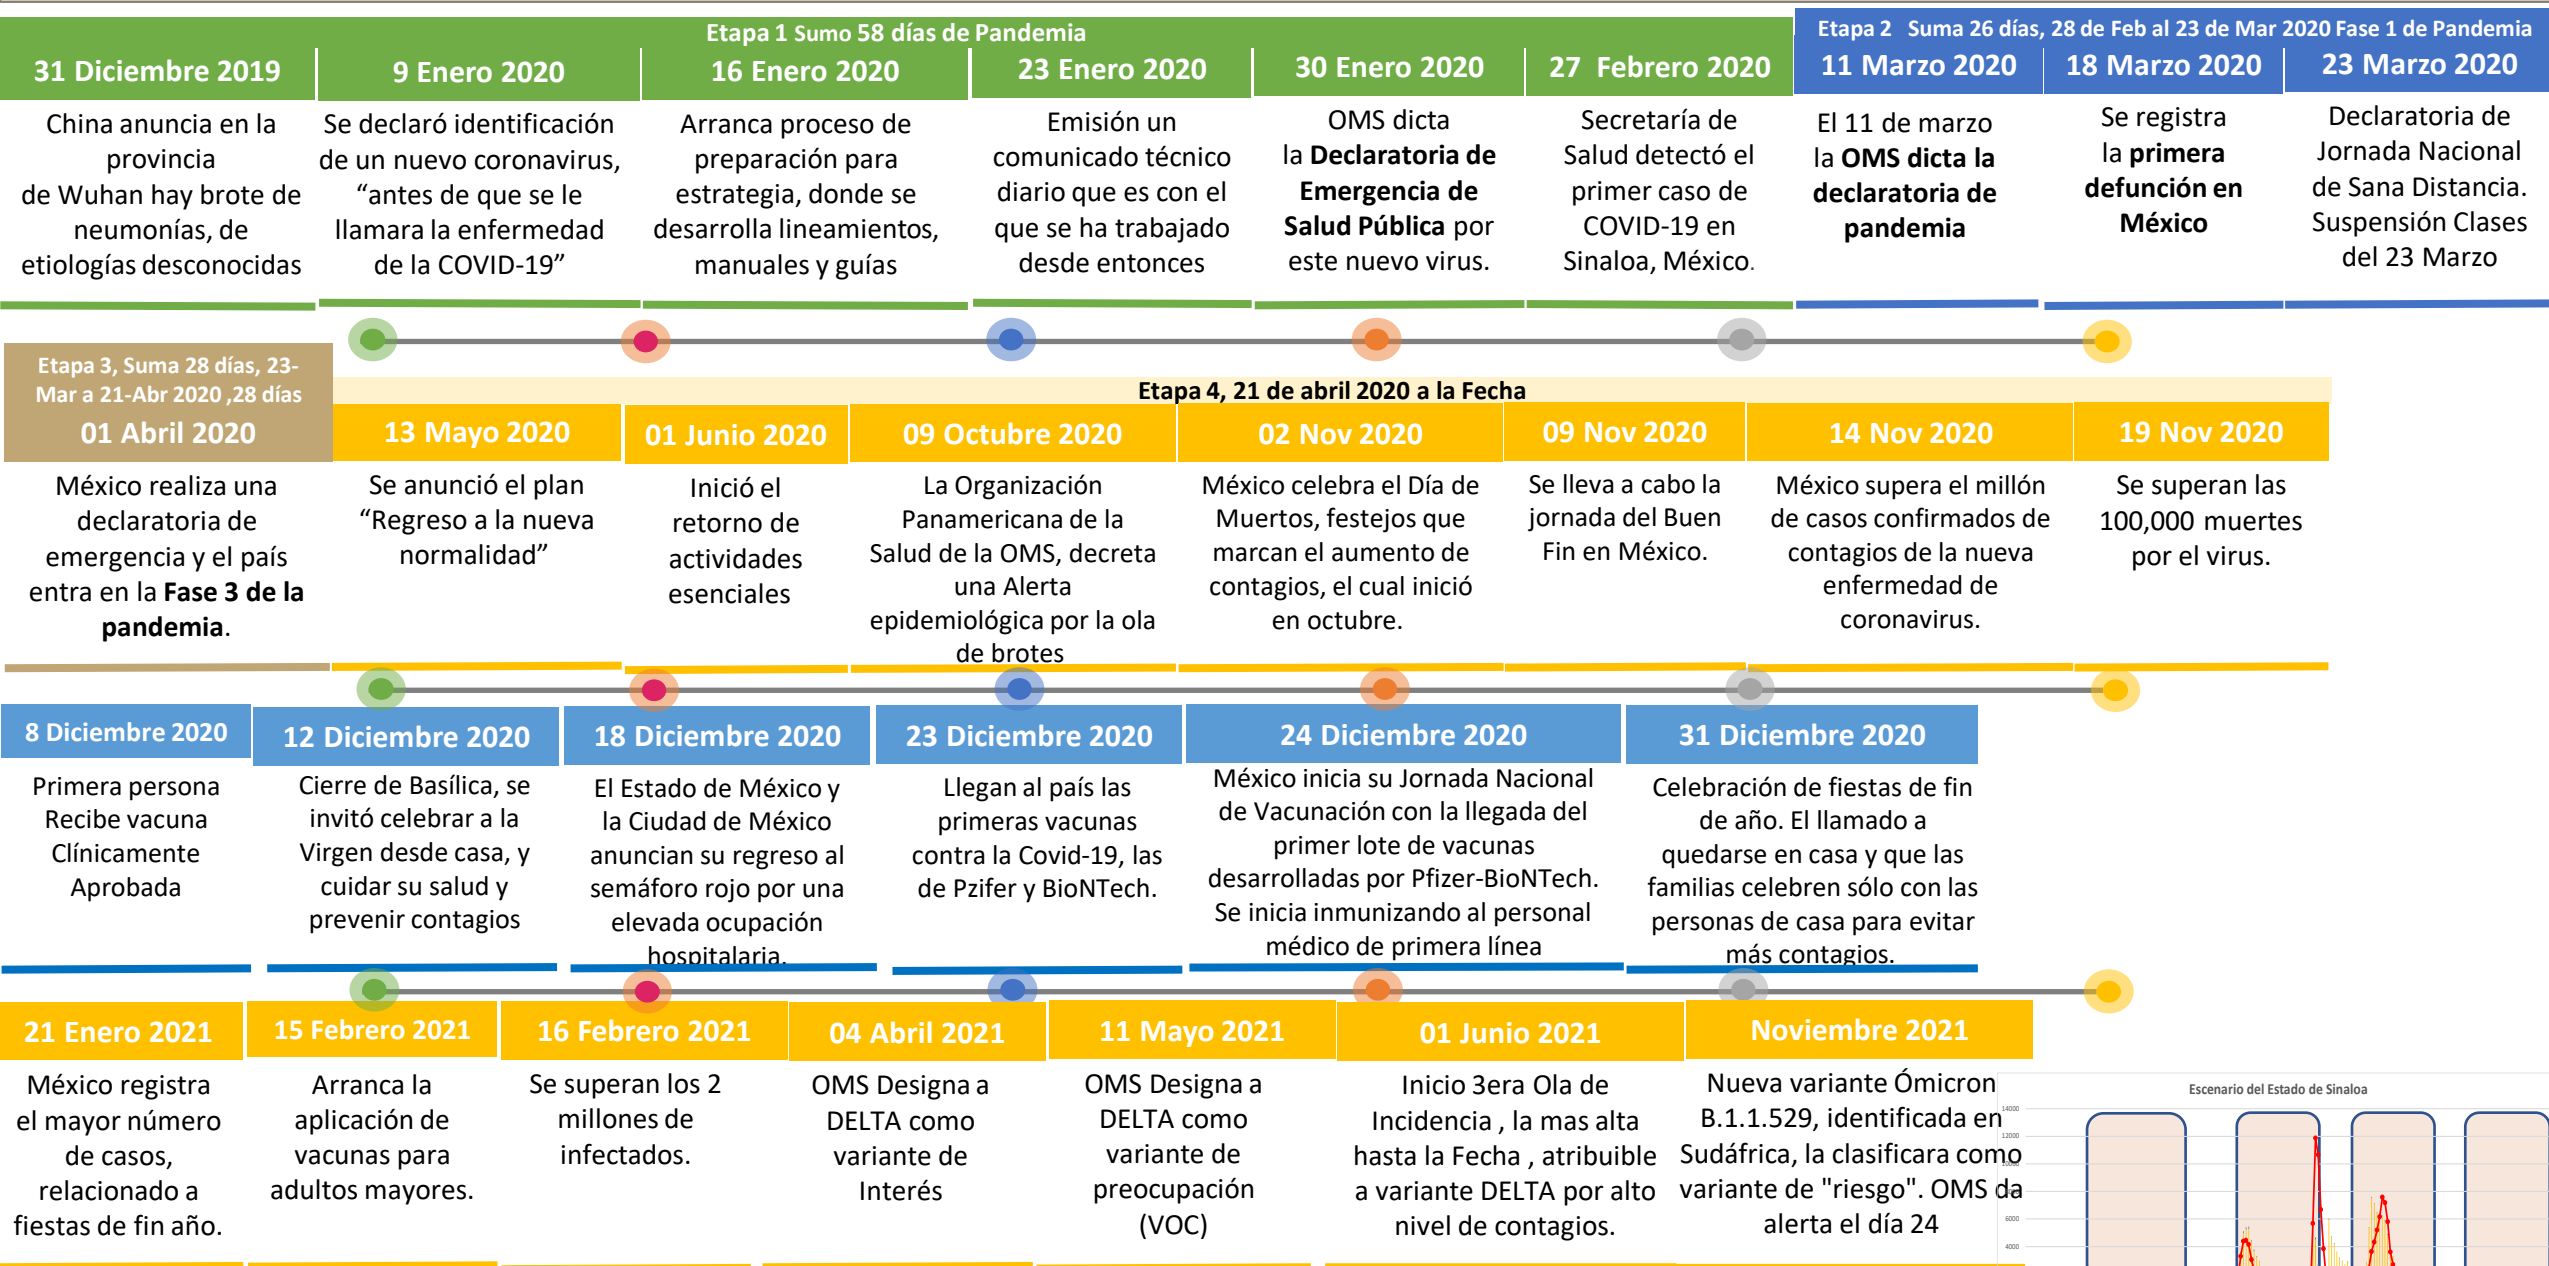 Etapa 1 Sumo 58 días de Pandemia
Etapa 2   Suma 26 días, 28 de Feb al 23 de Mar 2020 Fase 1 de Pandemia
31 Diciembre 2019
China anuncia en la
provincia
de Wuhan hay brote de
neumonías, de
etiologías desconocidas
9 Enero 2020
Se declaró identificación
de un nuevo coronavirus,
“antes de que se le
llamara la enfermedad
de la COVID-19”
16 Enero 2020
Arranca proceso de
preparación para
estrategia, donde se
desarrolla lineamientos,
manuales y guías
23 Enero 2020
Emisión un
comunicado técnico
diario que es con el
que se ha trabajado
desde entonces
30 Enero 2020
OMS dicta
la Declaratoria de
Emergencia de
Salud Pública por
este nuevo virus.
27 Febrero 2020
Secretaría de
Salud detectó el
primer caso de
COVID-19 en
Sinaloa, México.
11 Marzo 2020
El 11 de marzo
la OMS dicta la
declaratoria de
pandemia
18 Marzo 2020
Se registra
la primera
defunción en
México
23 Marzo 2020
Declaratoria de
Jornada Nacional
de Sana Distancia.
Suspensión Clases
del 23 Marzo
Etapa 3, Suma 28 días, 23-
Mar a 21-Abr 2020 ,28 días
01 Abril 2020
México realiza una
declaratoria de
emergencia y el país
entra en la Fase 3 de la
pandemia.
Etapa 4, 21 de abril 2020 a la Fecha
13 Mayo 2020
Se anunció el plan
“Regreso a la nueva
normalidad”
01 Junio 2020
Inició el
retorno de
actividades
esenciales
09 Octubre 2020
La Organización
Panamericana de la
Salud de la OMS, decreta
una Alerta
epidemiológica por la ola
de brotes
02 Nov 2020
México celebra el Día de
Muertos, festejos que
marcan el aumento de
contagios, el cual inició
en octubre.
09 Nov 2020
Se lleva a cabo la
jornada del Buen
Fin en México.
14 Nov 2020
México supera el millón
de casos confirmados de
contagios de la nueva
enfermedad de
coronavirus.
19 Nov 2020
Se superan las
100,000 muertes
por el virus.
8 Diciembre 2020
Primera persona
Recibe vacuna
Clínicamente
Aprobada
12 Diciembre 2020
Cierre de Basílica, se
invitó celebrar a la
Virgen desde casa, y
cuidar su salud y
prevenir contagios
18 Diciembre 2020
El Estado de México y
la Ciudad de México
anuncian su regreso al
semáforo rojo por una
elevada ocupación
hospitalaria.
23 Diciembre 2020
Llegan al país las
primeras vacunas
contra la Covid-19, las
de Pzifer y BioNTech.
24 Diciembre 2020
México inicia su Jornada Nacional
de Vacunación con la llegada del
primer lote de vacunas
desarrolladas por Pfizer-BioNTech.
Se inicia inmunizando al personal
médico de primera línea
31 Diciembre 2020
Celebración de fiestas de fin
de año. El llamado a
quedarse en casa y que las
familias celebren sólo con las
personas de casa para evitar
más contagios.
21 Enero 2021
México registra
el mayor número
de casos,
relacionado a
fiestas de fin año.
15 Febrero 2021
Arranca la
aplicación de
vacunas para
adultos mayores.
16 Febrero 2021
Se superan los 2
millones de
infectados.
04 Abril 2021
OMS Designa a
DELTA como
variante de
Interés
11 Mayo 2021
OMS Designa a
DELTA como
variante de
preocupación
(VOC)
01 Junio 2021
Inicio 3era Ola de
Incidencia , la mas alta
hasta la Fecha , atribuible
a variante DELTA por alto
nivel de contagios.
Noviembre 2021
Nueva variante Ómicron
B.1.1.529, identificada en
Sudáfrica, la clasificara como
variante de "riesgo". OMS da
alerta el día 24
Escenario del Estado de Sinaloa
14000
12000
6000
4000